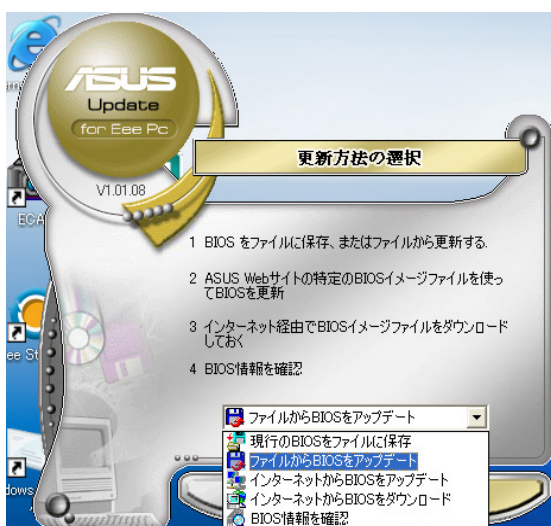 ASUS
Update
for Eee Pc
V1.01.08
更新方法の選択
1 BIOS をファイルに保存、またはファイルから更新する.
2 ASUS Webサイトの特定のBIOSイメージファイルを使っ
てBIOSを更新
3 インターネット経由でBIOSイメージファイルをダウンロード
しておく
4 BIOS情報を確認
ファイルからBIOSをアップデート
現行のBIOSをファイルに保存
ファイルからBIOSをアップデート
インターネットからBIOSをアップデート
インターネットからBIOSをダウンロード
BIOS情報を確認